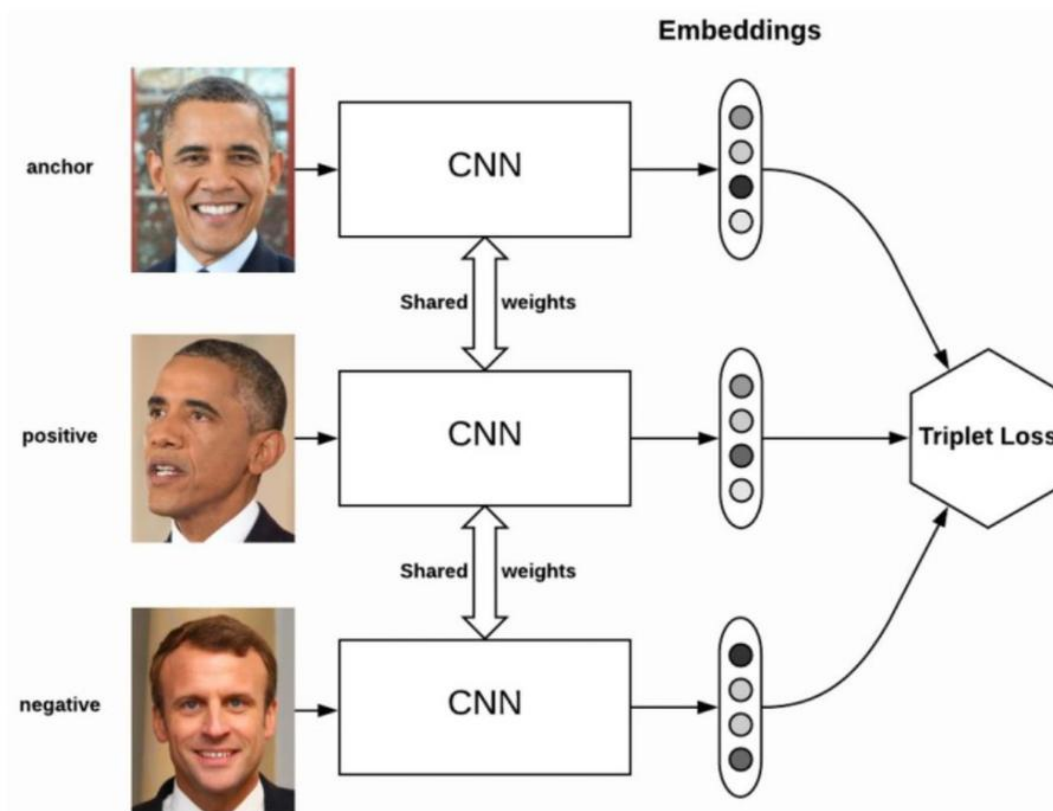 Embeddings
anchor
CNN
Shared weights
positive
CNN
Triplet Loss
Shared weights
negative
CNN